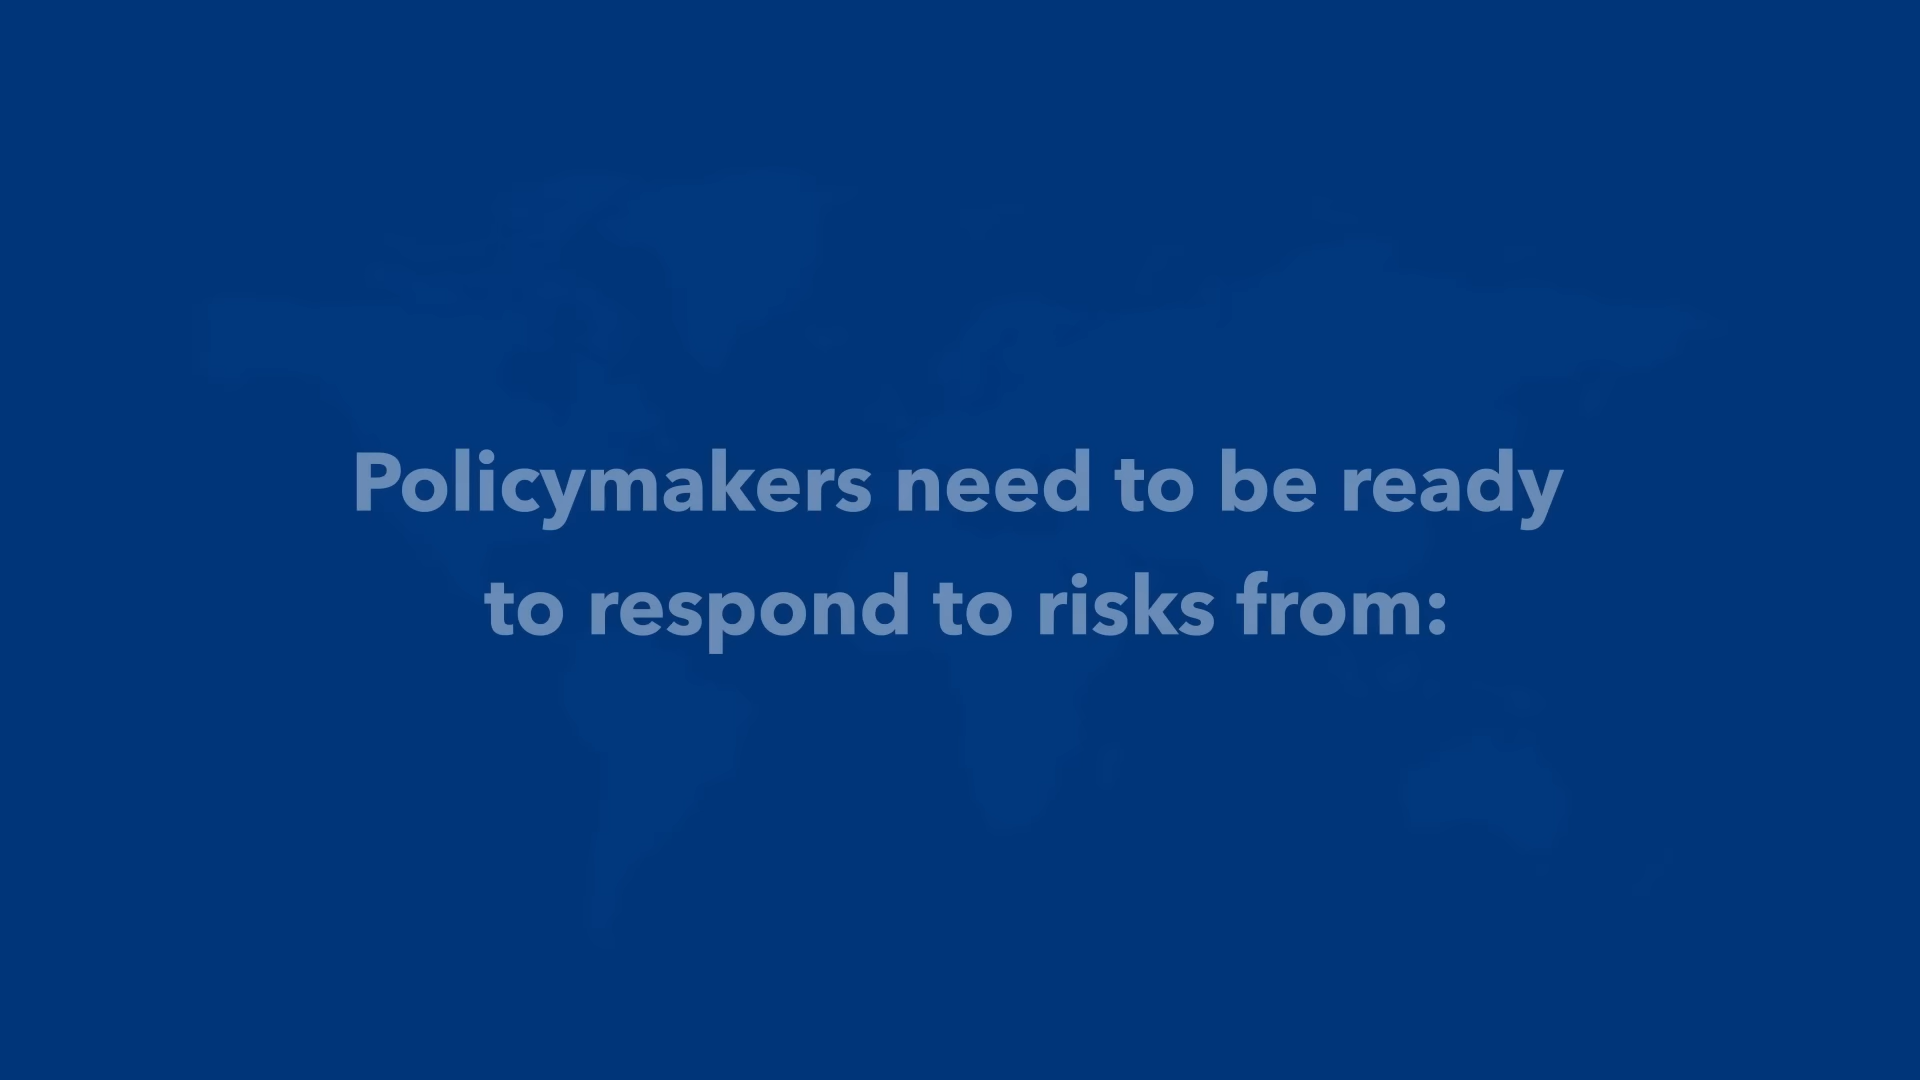 Policymakers need to be ready
to respond to risks from: